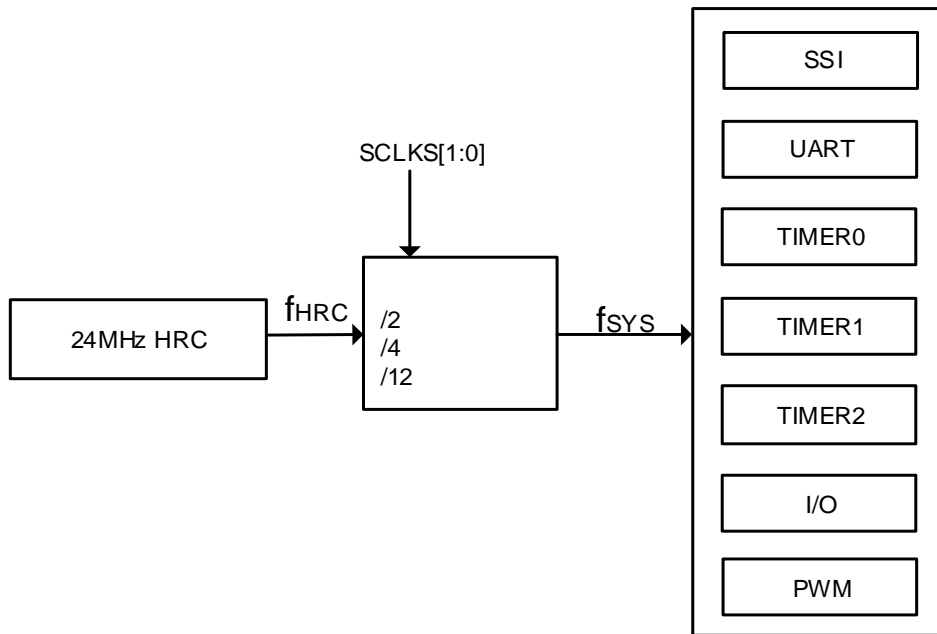 SSI
UART
SCLKS[1:0]
TIMER0
24MHz HRC
fHRC
/2
/4
/12
fSYS
TIMER1
TIMER2
I/O
PWM